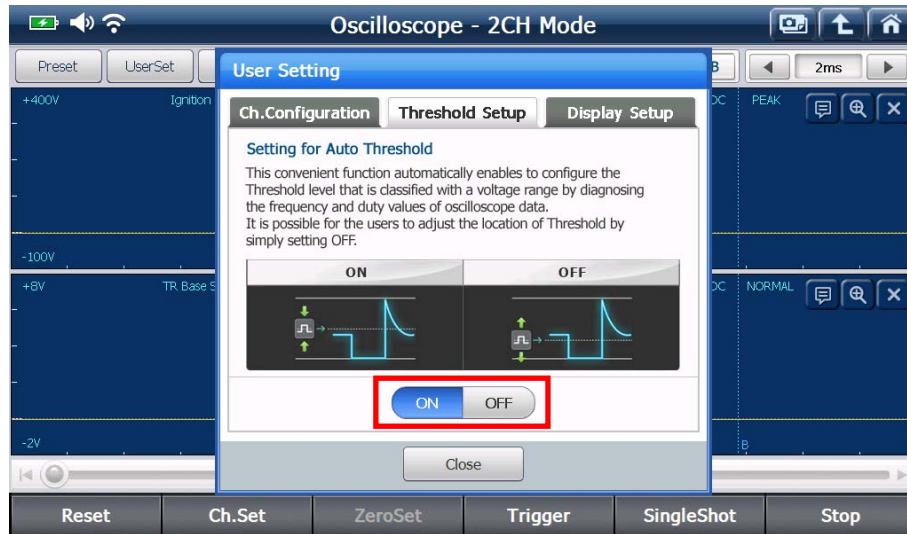 Oscilloscope - 2CH Mode
Preset UserSet B 2ms
User Setting
Ch.Configuration Threshold Setup Display Setup
+400V Ignition DC PEAK
Setting for Auto Threshold
This convenient function automatically enables to configure the
Threshold level that is classified with a voltage range by diagnosing
the frequency and duty values of oscilloscope data.
It is possible for the users to adjust the location of Threshold by
simply setting OFF.
-100V
ON OFF
+8V TR Base S DC NORMAL
ON OFF
-2V B
Close
Reset Ch.Set ZeroSet Trigger SingleShot Stop